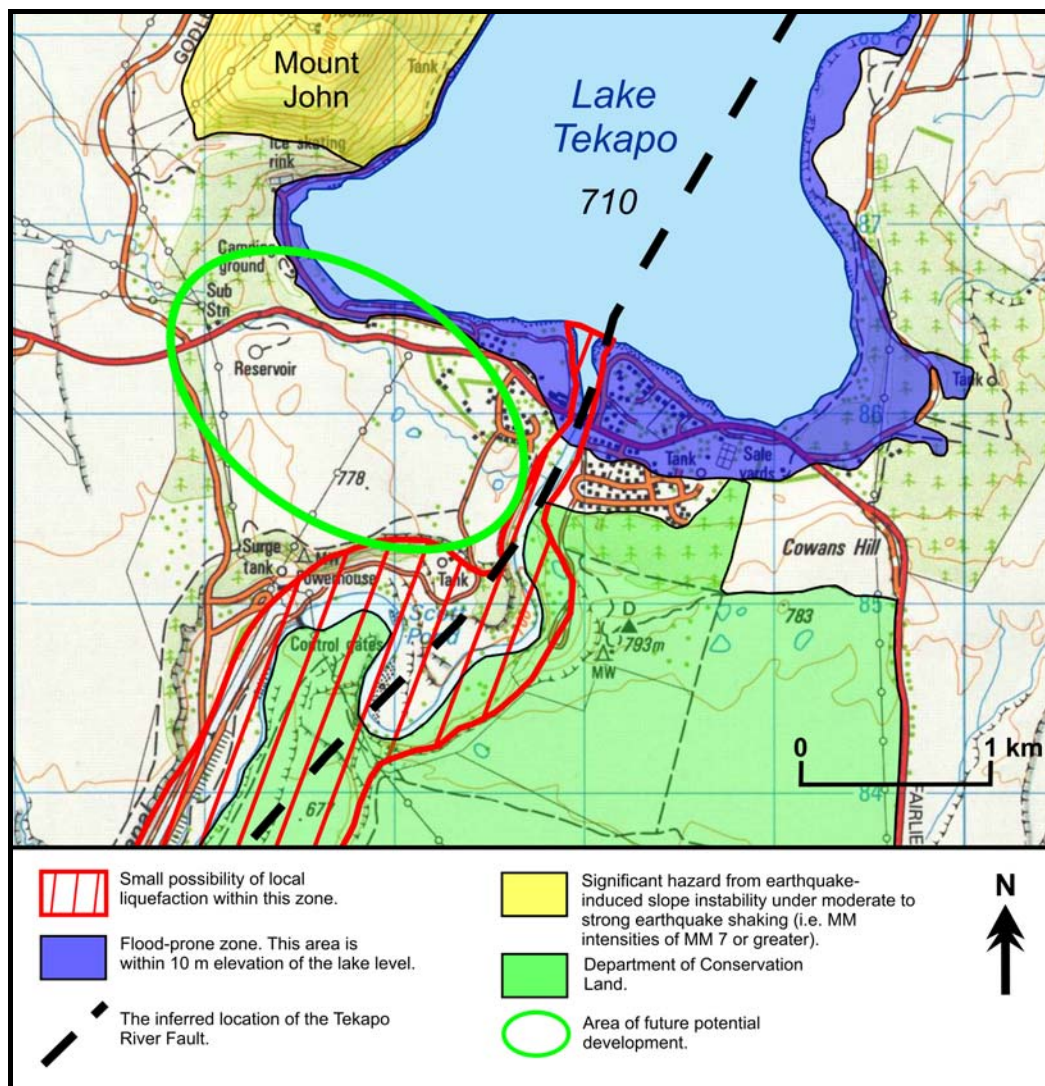 Mount
John
GODL
Tank
Ice skating
rink
Lake
Tekapo
710
00
87
Camping
ground
Sub
Stn
Reservoir
86
Tank
Tank
Sale
yards
778
Cowans Hill
Surge
tank
MW
Powerhouse
Tank
Scott
Pond
85
D
793m
MW
783
Control gates
0
1 km
84
67
FAIRLIE
Small possibility of local
liquefaction within this zone.
Flood-prone zone. This area is
within 10 m elevation of the lake level.
The inferred location of the Tekapo
River Fault.
Significant hazard from earthquake-
induced slope instability under moderate to
strong earthquake shaking (i.e. MM
intensities of MM 7 or greater).
Department of Conservation
Land.
Area of future potential
development.
N